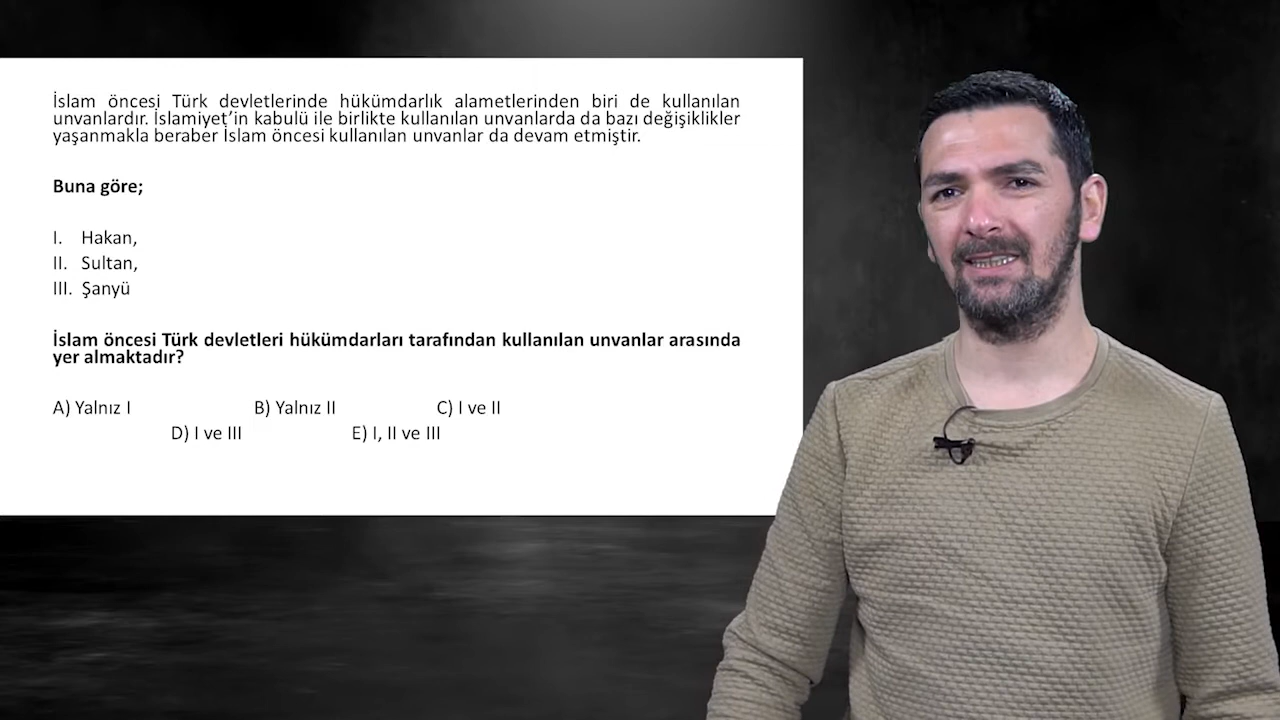 İslam öncesi Türk devletlerinde hükümdarlık alametlerinden biri de kullanılan
unvanlardır. İslamiyet’in kabulü ile birlikte kullanılan unvanlarda da bazı değişiklikler
yaşanmakla beraber İslam öncesi kullanılan unvanlar da devam etmiştir.
Buna göre;
I. Hakan,
II. Sultan,
III. Şanyü
İslam öncesi Türk devletleri hükümdarları tarafından kullanılan unvanlar arasında
yer almaktadır?
A) Yalnız I B) Yalnız II C) I ve II
D) I ve III E) I, II ve III